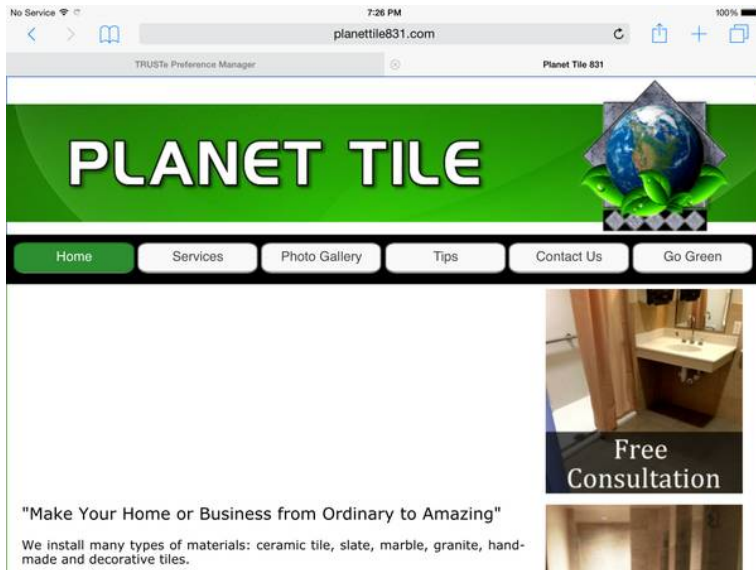 No Service 7:26 PM 100%
planettile831.com
TRUSTe Preference Manager Planet Tile 831
PLANET TILE
Home Services Photo Gallery Tips Contact Us Go Green
Free
Consultation
"Make Your Home or Business from Ordinary to Amazing"
We install many types of materials: ceramic tile, slate, marble, granite, hand-
made and decorative tiles.